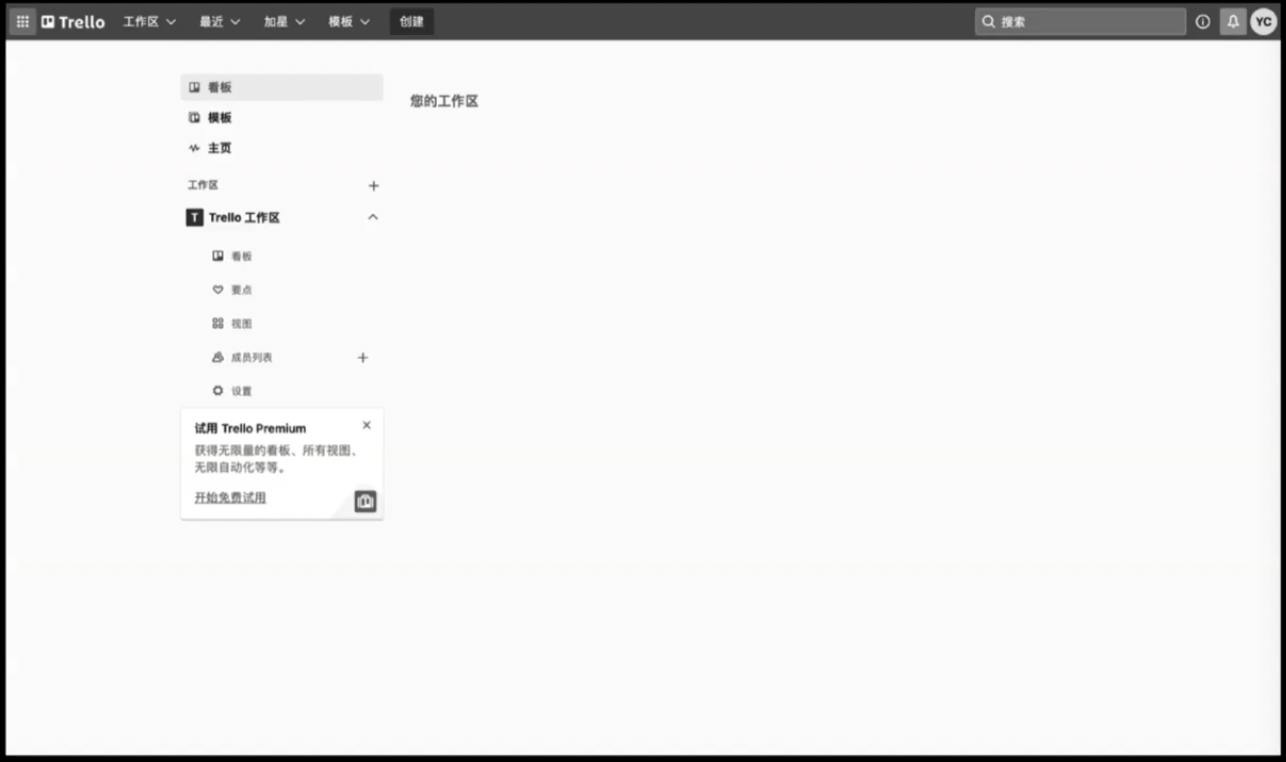 Trello 工作区 最近 加星 模板 创建 搜索 YC
看板
您的工作区
模板
主页
工作区
T Trello 工作区
看板
要点
视图
成员列表
设置
试用 Trello Premium
获得无限量的看板、所有视图、
无限自动化等等。
开始免费试用